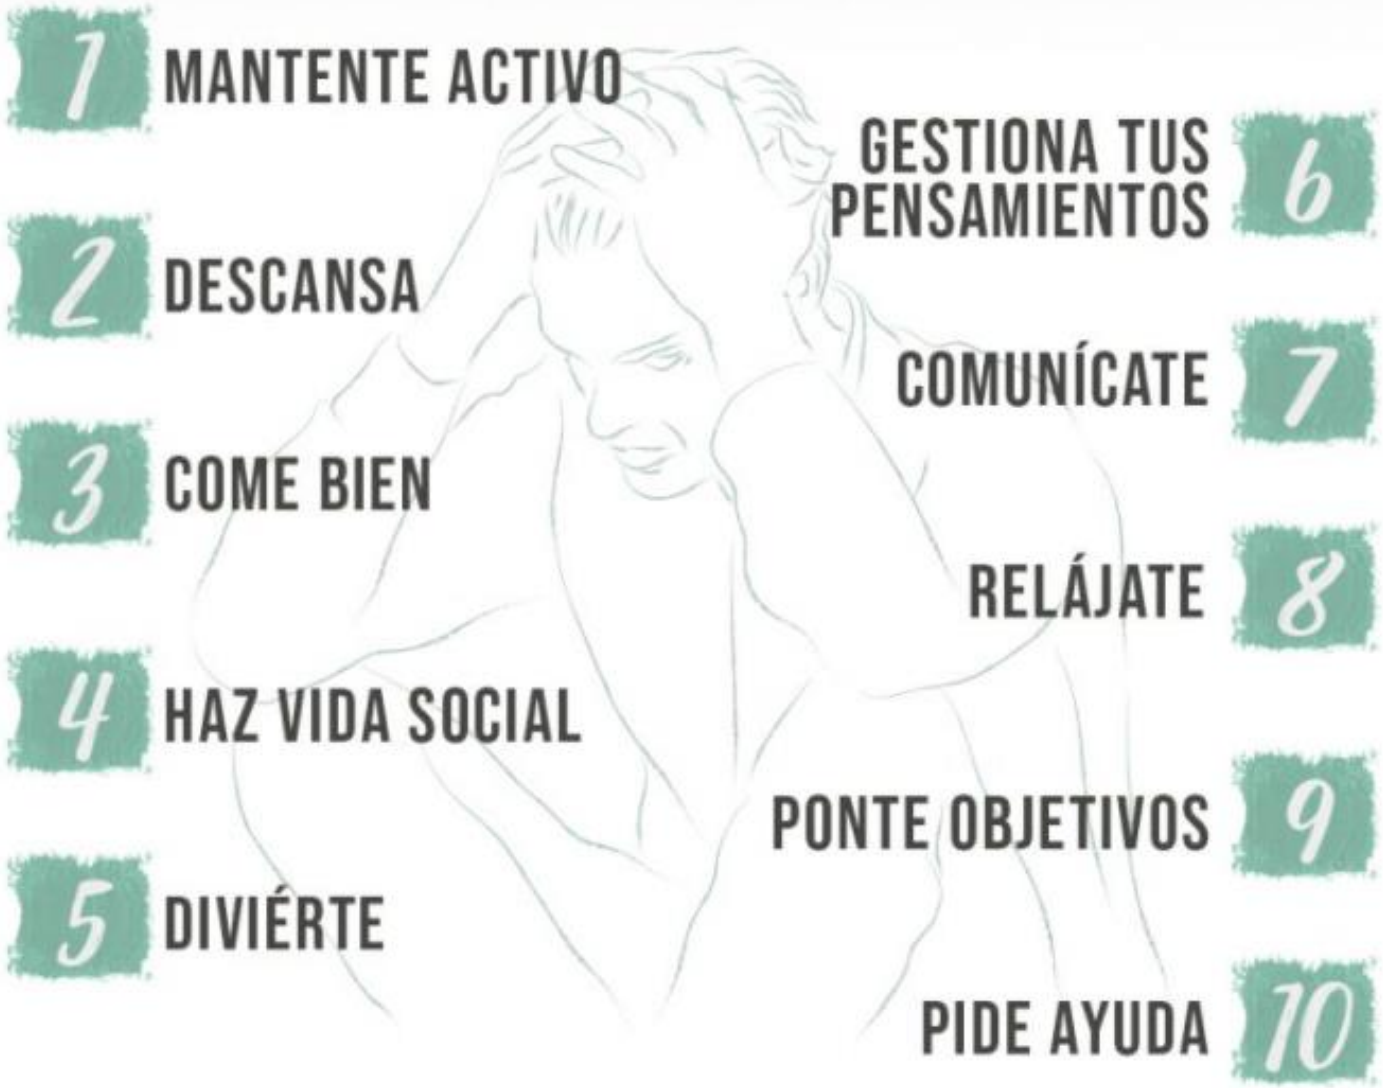 1 MANTENTE ACTIVO
2 DESCANSA
3 COME BIEN
4 HAZ VIDA SOCIAL
5 DIVIÉRTE
GESTIONA TUS
PENSAMIENTOS 6
COMUNÍCATE 7
RELÁJATE 8
PONTE OBJETIVOS 9
PIDE AYUDA 10